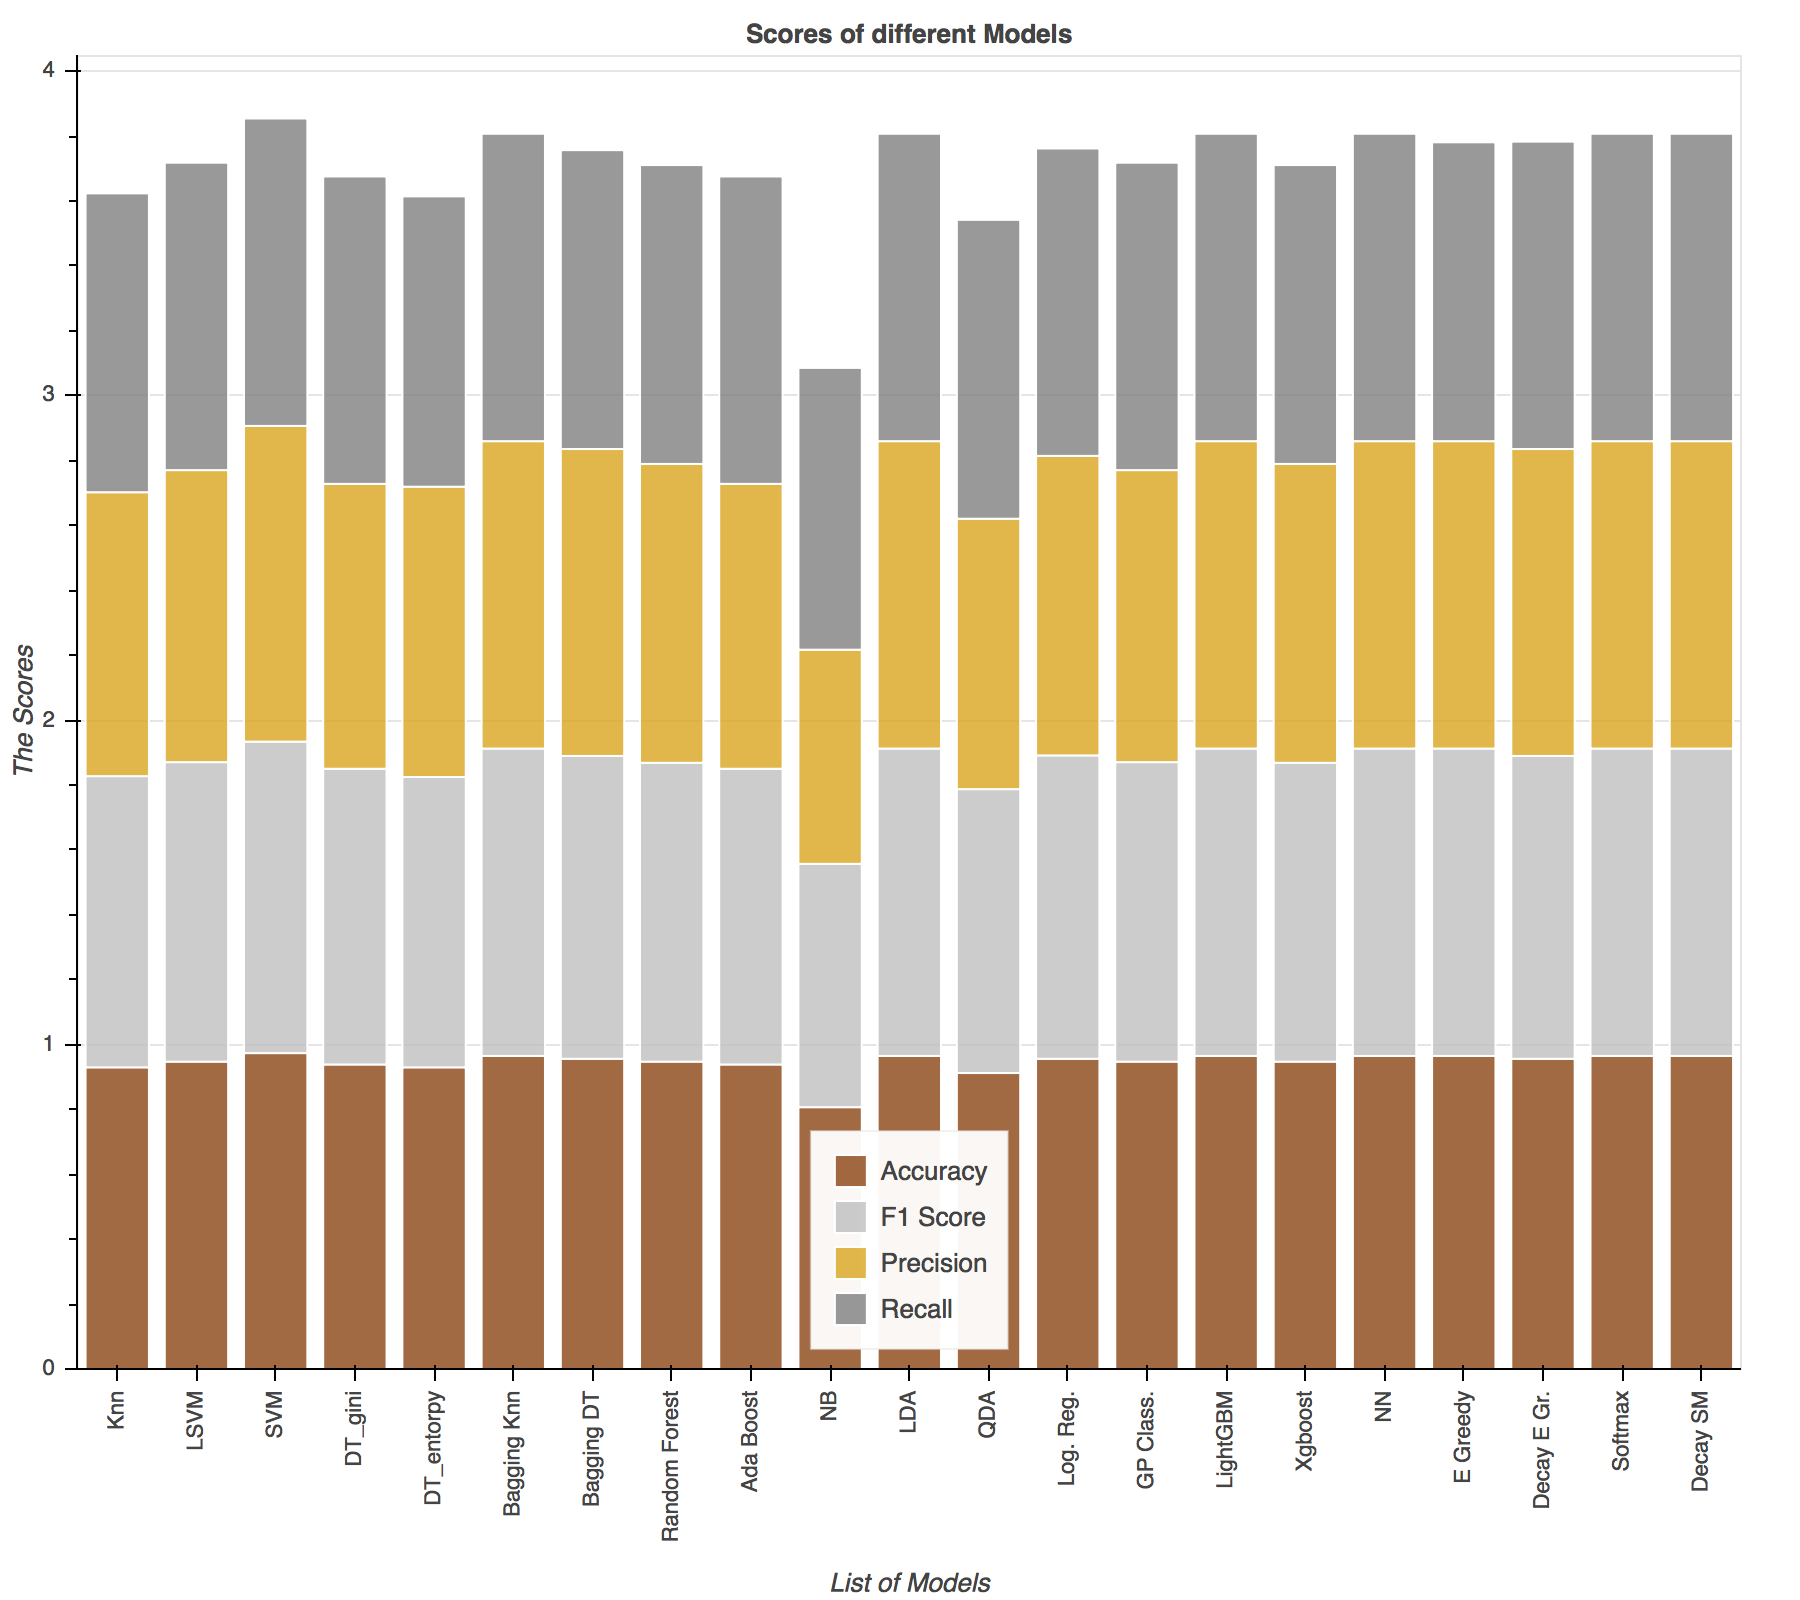 Scores of different Models
The Scores
4
3
2
1
0
Accuracy
F1 Score
Precision
Recall
Knn
LSVM
SVM
DT_gini
DT_entorpy
Bagging Knn
Bagging DT
Random Forest
Ada Boost
NB
LDA
QDA
Log. Reg.
GP Class.
LightGBM
Xgboost
NN
E Greedy
Decay E Gr.
Softmax
Decay SM
List of Models